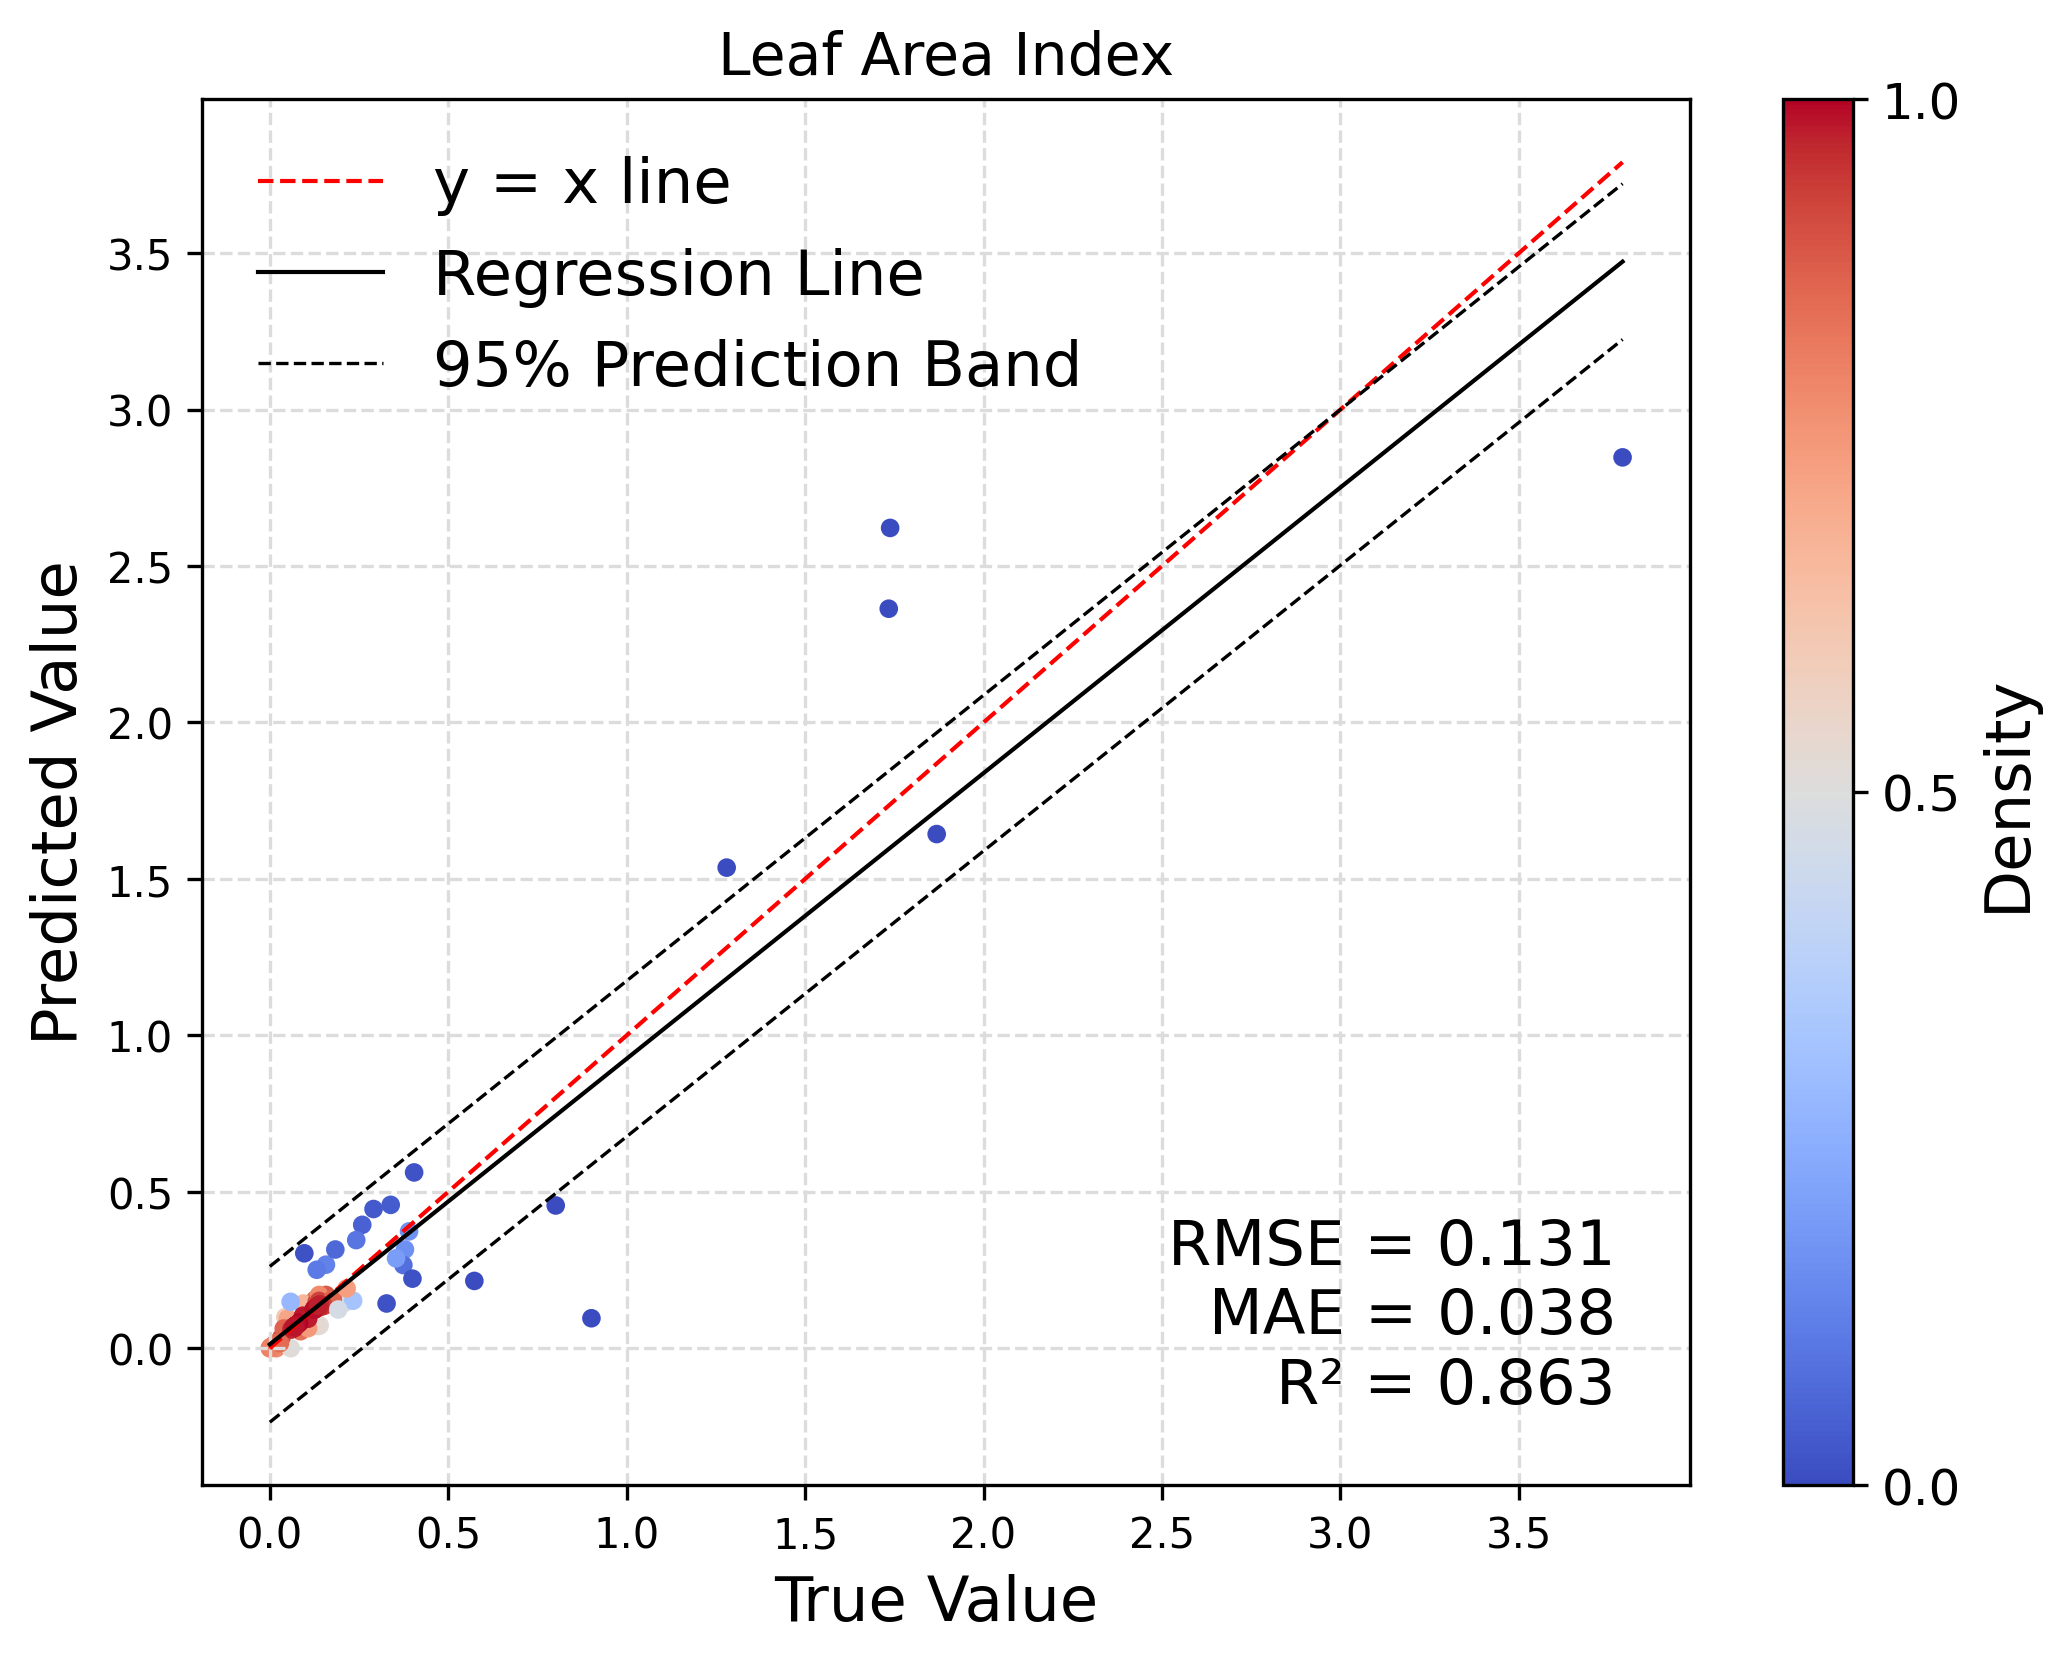 Leaf Area Index
y = x line
Regression Line
95% Prediction Band
3.5
3.0
2.5
2.0
1.5
1.0
0.5
0.0
Predicted Value
RMSE = 0.131
MAE = 0.038
R² = 0.863
0.0 0.5 1.0 1.5 2.0 2.5 3.0 3.5
True Value
1.0
0.5
0.0
Density